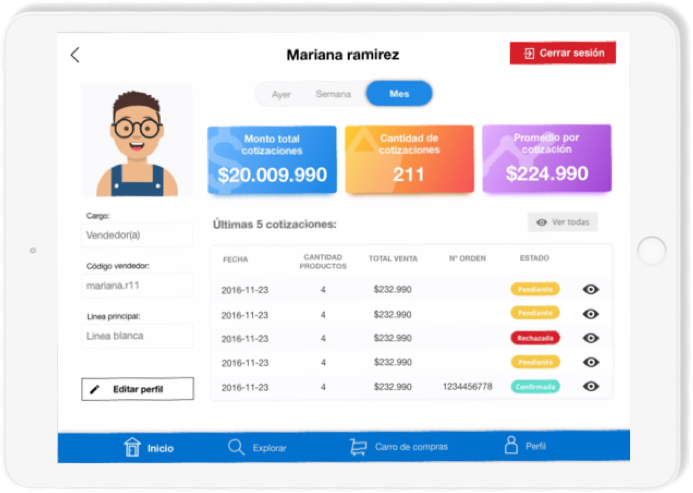 Mariana ramirez
Cerrar sesión
Ayer
Semana
Mes
Monto total
cotizaciones
$20.009.990
Cantidad de
cotizaciones
211
Promedio por
cotización
$224.990
Cargo:
Vendedor(a)
Código vendedor:
mariana.r11
Linea principal:
Linea blanca
Editar perfil
Últimas 5 cotizaciones:
Ver todas
FECHA CANTIDAD PRODUCTOS TOTAL VENTA Nº ORDEN ESTADO
2016-11-23 4 $232.990 Pendiente
2016-11-23 4 $232.990 Pendiente
2016-11-23 4 $232.990 Rechazada
2016-11-23 4 $232.990 Pendiente
2016-11-23 4 $232.990 1234456778 Confirmada
Inicio
Explorar
Carro de compras
Perfil